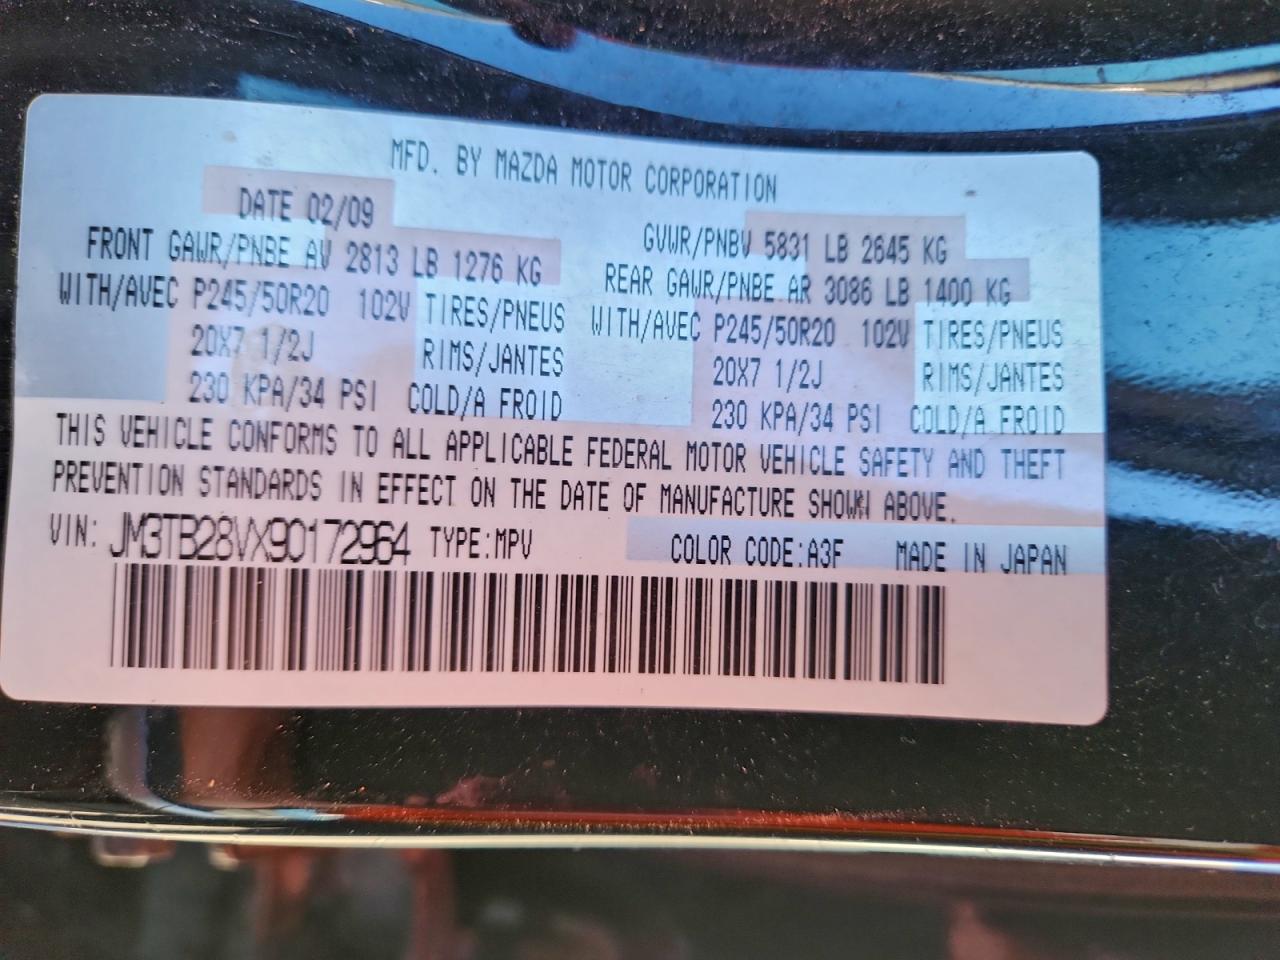 MFD. BY MAZDA MOTOR CORPORATION
DATE 02/09
GVWR/PNBV 5831 LB 2645 KG
FRONT GAWR/PNBE AV 2813 LB 1276 KG
REAR GAWR/PNBE AR 3086 LB 1400 KG
WITH/AVEC P245/50R20 102V TIRES/PNEUS
WITH/AVEC P245/50R20 102V TIRES/PNEUS
20X7 1/2J RIMS/JANTES
20X7 1/2J RIMS/JANTES
230 KPA/34 PSI COLD/A FROID
230 KPA/34 PSI COLD/A FROID
THIS VEHICLE CONFORMS TO ALL APPLICABLE FEDERAL MOTOR VEHICLE SAFETY AND THEFT
PREVENTION STANDARDS IN EFFECT ON THE DATE OF MANUFACTURE SHOWN ABOVE.
VIN: JM3TB28VX90172964 TYPE:MPV COLOR CODE:A3F MADE IN JAPAN